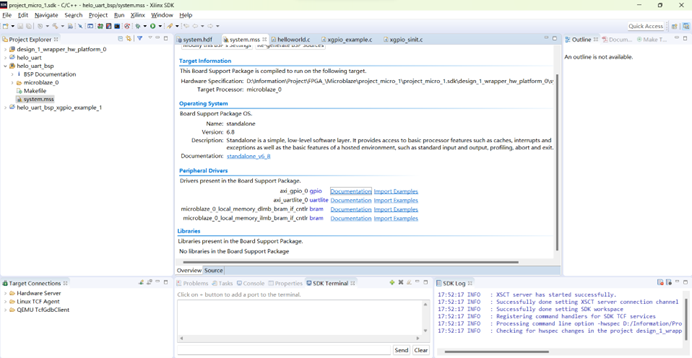 project_micro_1.sdk - C/C++ - helo_uart_bsp/system.mss - Xilinx SDK
File Edit Navigate Search Project Run Xilinx Window Help
Quick Access
Project Explorer
design_1_wrapper_hw_platform_0
helo_uart
helo_uart_bsp
BSP Documentation
microblaze_0
Makefile
system.mss
helo_uart_bsp_xgpio_example_1
system.hdf system.mss helloworld.c xgpio_example.c xgpio_sinit.c
Modify this BSP's Settings Re-generate BSP Sources
Target Information
This Board Support Package is compiled to run on the following target.
Hardware Specification: D:\Information\Project\FPGA_\Microblaze\project_micro_1\project_micro_1.sdk\design_1_wrapper_hw_platform_0\s
Target Processor: microblaze_0
Operating System
Board Support Package OS.
Name: standalone
Version: 6.8
Description: Standalone is a simple, low-level software layer. It provides access to basic processor features such as caches, interrupts and
exceptions as well as the basic features of a hosted environment, such as standard input and output, profiling, abort and exit.
Documentation: standalone_v6_8
Peripheral Drivers
Drivers present in the Board Support Package.
axi_gpio_0 gpio Documentation Import Examples
axi_uartlite_0 uartlite Documentation Import Examples
microblaze_0_local_memory_dlmb_bram_if_cntlr bram Documentation Import Examples
microblaze_0_local_memory_ilmb_bram_if_cntlr bram Documentation Import Examples
Libraries
Libraries present in the Board Support Package.
No libraries in the Board Support Package
Overview Source
Outline Docum... Make T...
An outline is not available.
Target Connections
Hardware Server
Linux TCF Agent
QEMU TcfGdbClient
Problems Tasks Console Properties SDK Terminal
Click on + button to add a port to the terminal.
Send Clear
SDK Log
17:52:17 INFO : XSCT server has started successfully.
17:52:17 INFO : Successfully done setting XSCT server connection channel
17:52:17 INFO : Successfully done setting SDK workspace
17:52:17 INFO : Registering command handlers for SDK TCF services
17:52:17 INFO : Processing command line option -hwspec D:/Information/Pro
17:52:17 INFO : Checking for hwspec changes in the project design_1_wrapp